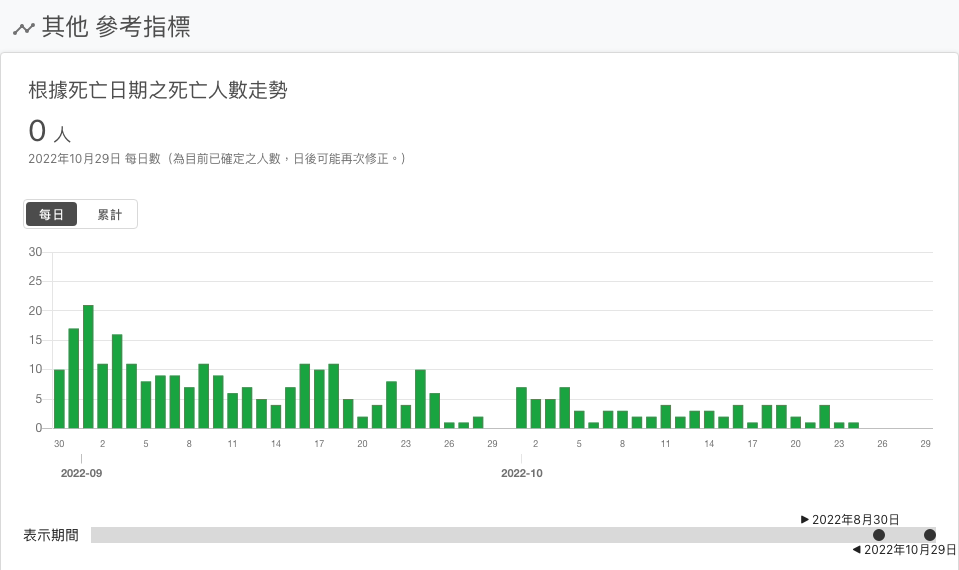 其他 參考指標
根據死亡日期之死亡人數走勢
0 人
2022年10月29日 每日數（為目前已確定之人數，日後可能再次修正。）
每日 累計
30
25
20
15
10
5
0
30 2 5 8 11 14 17 20 23 26 29 2 5 8 11 14 17 20 23 26 29
2022-09 2022-10
▶ 2022年8月30日
表示期間
◀ 2022年10月29日